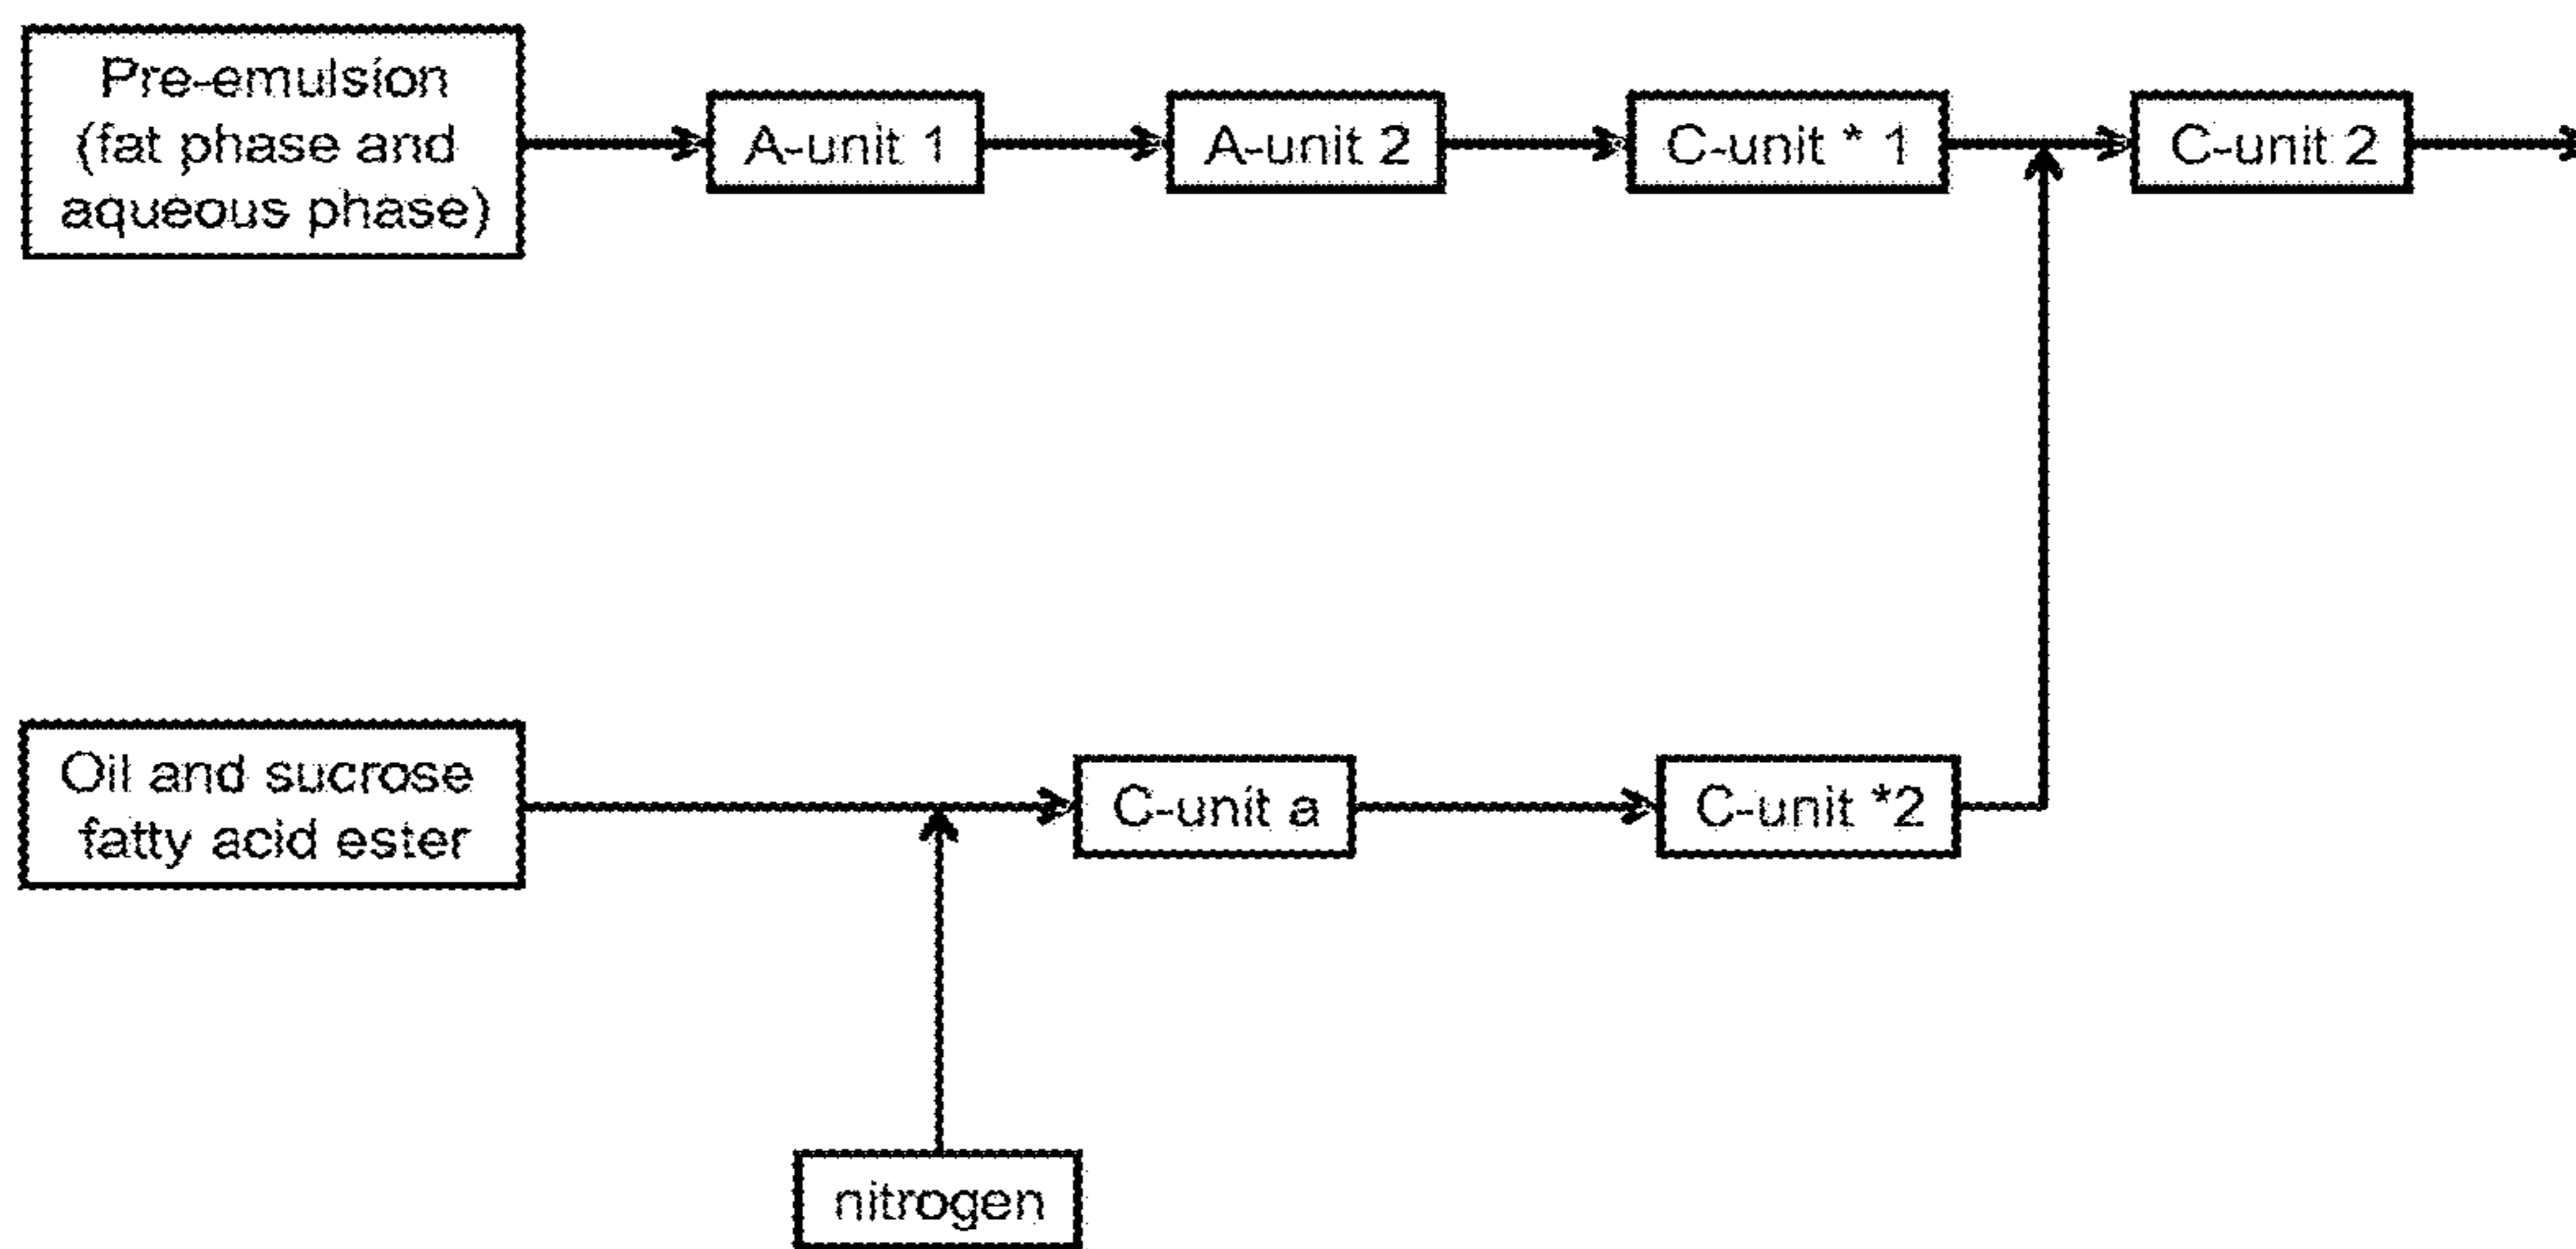 Pre-emulsion
(fat phase and
aqueous phase)
A-unit 1
A-unit 2
C-unit * 1
C-unit 2
Oil and sucrose
fatty acid ester
C-unit a
C-unit *2
nitrogen